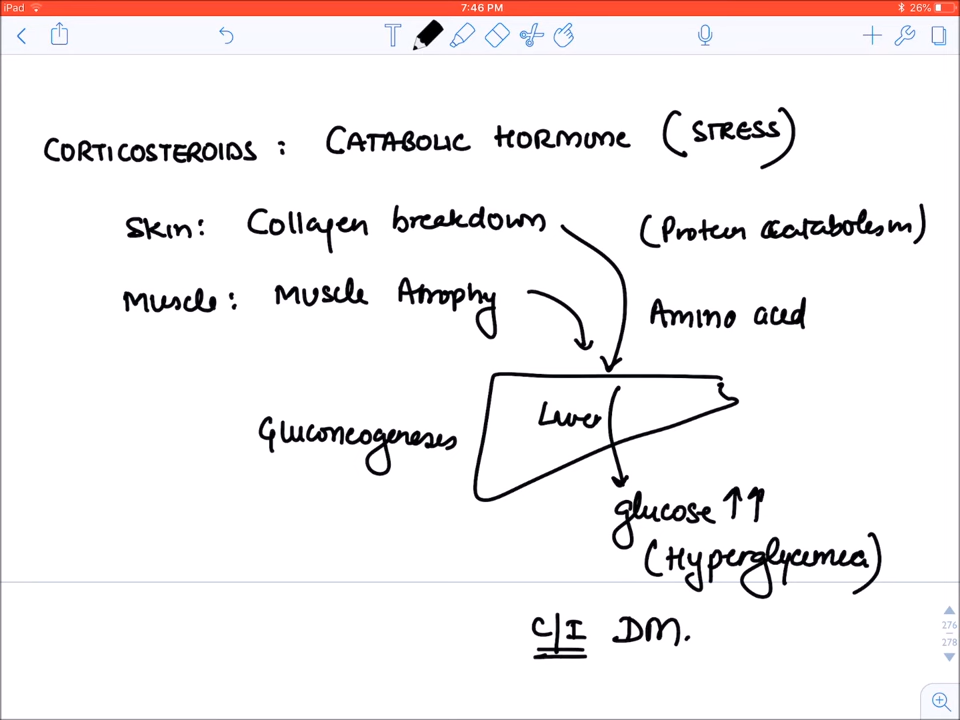 iPad 7:46 PM 26%
T
CORTICOSTEROIDS : CATABOLIC HORMONE (STRESS)
Skin: Collagen breakdown (Protein catabolism)
Muscle: Muscle Atrophy
Amino acid
Liver
Gluconeogenesis
glucose ↑↑
(Hyperglycemia)
C/I DM.
276
278